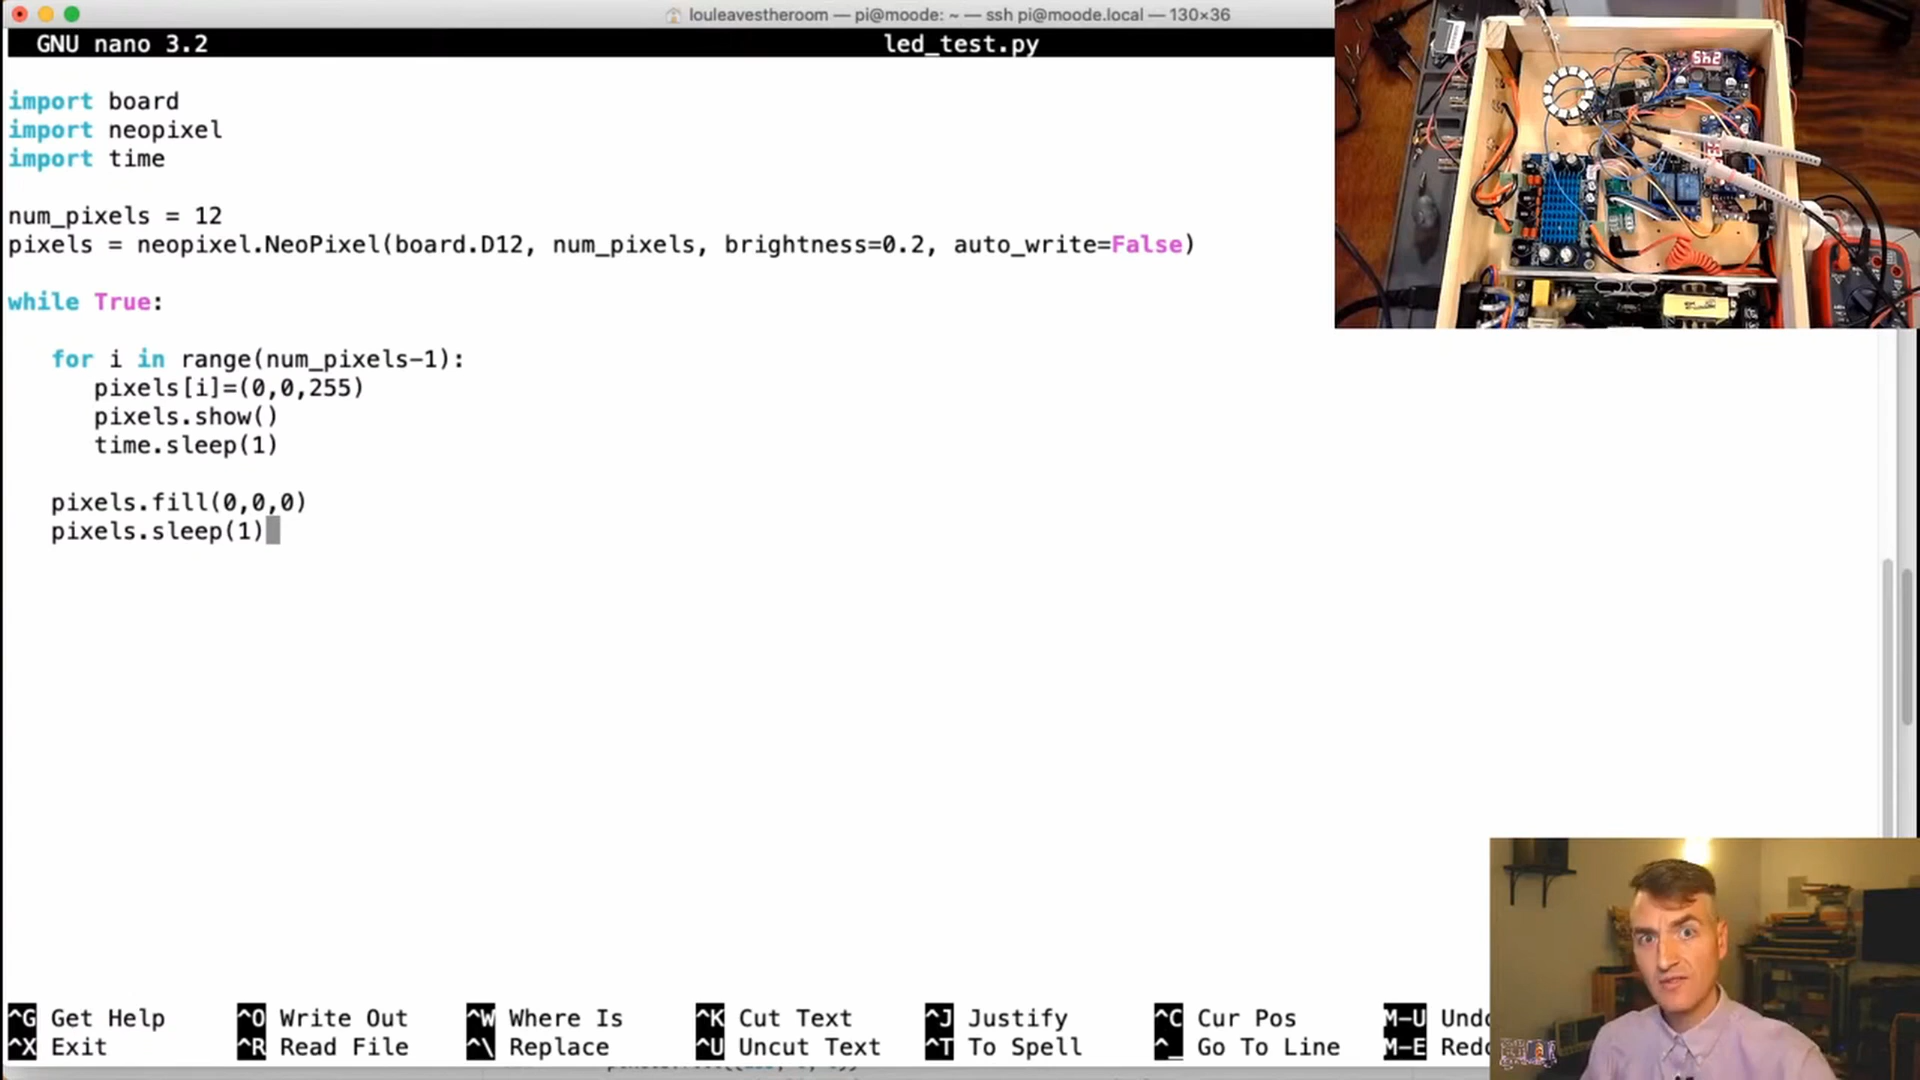 louleavestheroom — pi@moode: ~ — ssh pi@moode.local — 130×36
GNU nano 3.2 led_test.py
import board
import neopixel
import time
num_pixels = 12
pixels = neopixel.NeoPixel(board.D12, num_pixels, brightness=0.2, auto_write=False)
while True:
for i in range(num_pixels-1):
pixels[i]=(0,0,255)
pixels.show()
time.sleep(1)
pixels.fill(0,0,0)
pixels.sleep(1)
^G Get Help ^O Write Out ^W Where Is ^K Cut Text ^J Justify ^C Cur Pos M-U Undo
^X Exit ^R Read File ^\ Replace ^U Uncut Text ^T To Spell ^_ Go To Line M-E Redo